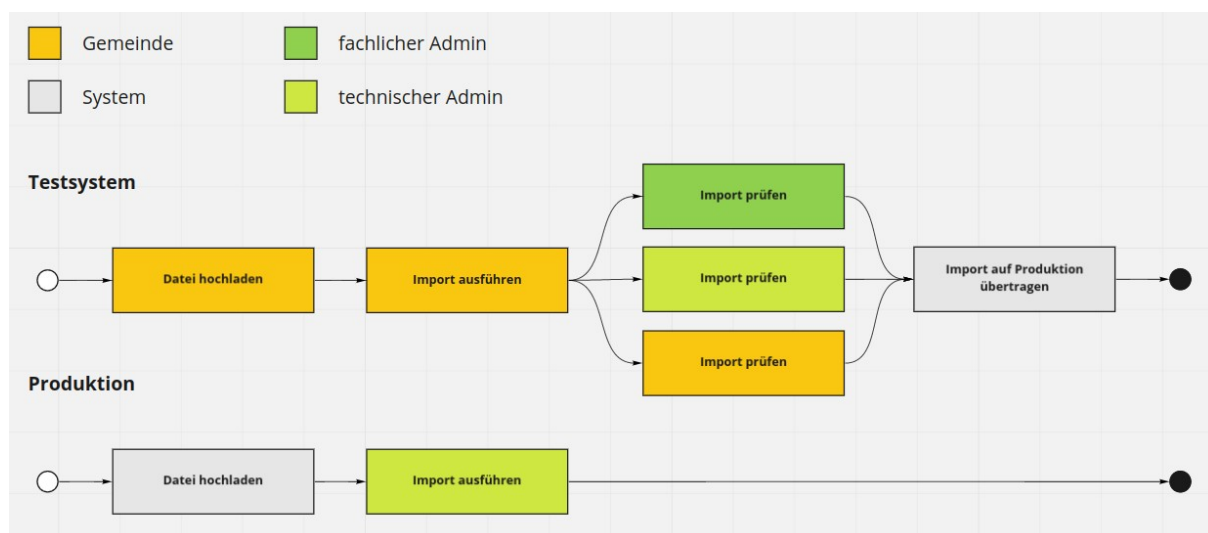 Gemeinde
fachlicher Admin
System
technischer Admin
Testsystem
Import prüfen
Datei hochladen
Import ausführen
Import prüfen
Import auf Produktion
übertragen
Import prüfen
Produktion
Datei hochladen
Import ausführen